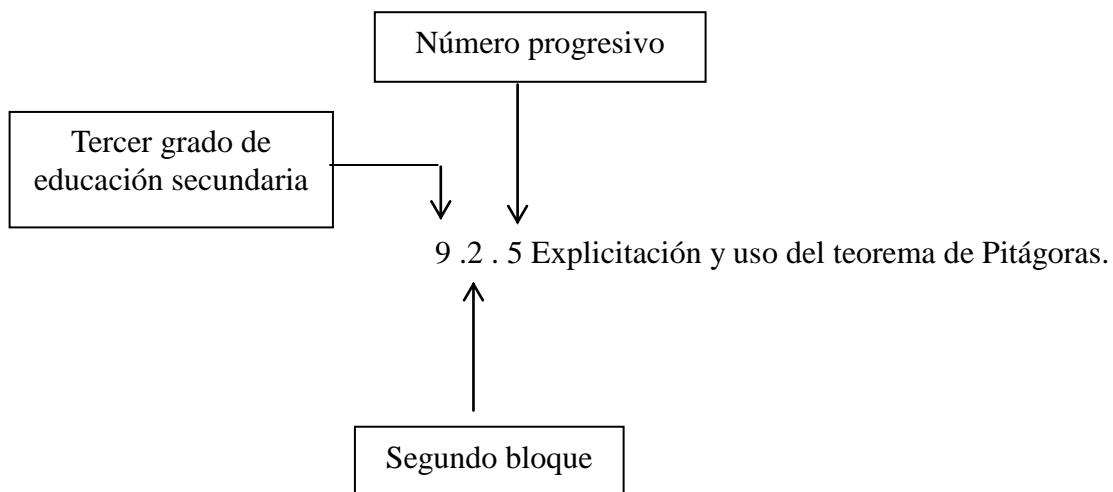 Número progresivo
Tercer grado de
educación secundaria
9 .2 . 5 Explicitación y uso del teorema de Pitágoras.
Segundo bloque